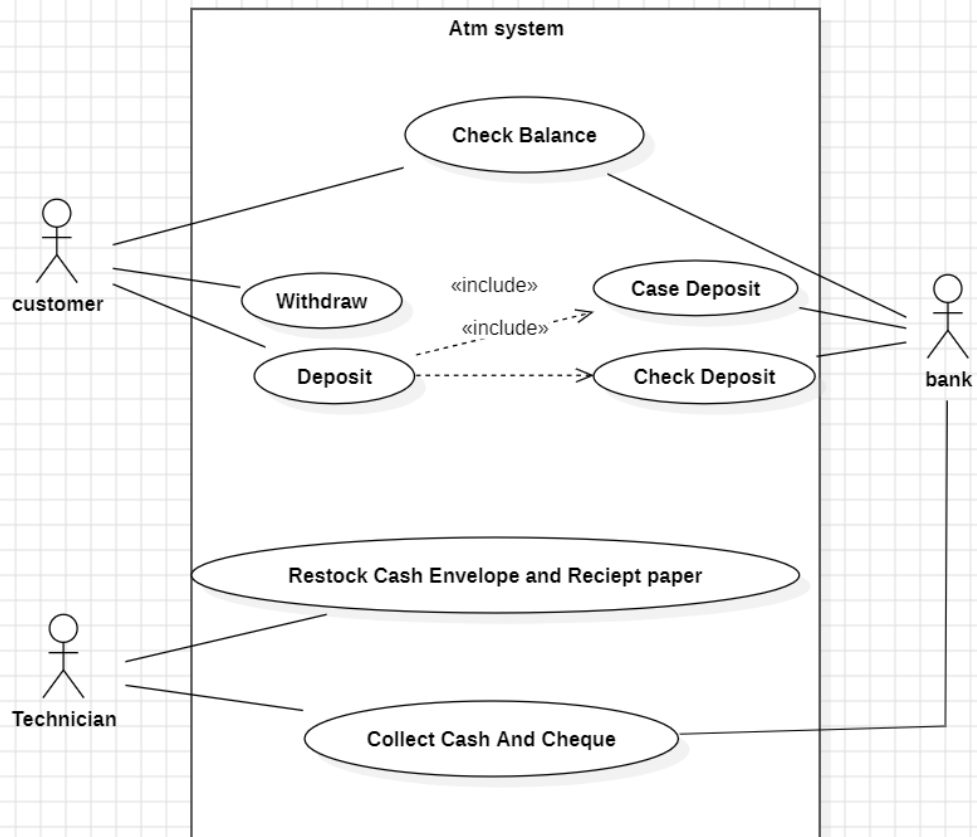 Atm system
Check Balance
customer
Withdraw
«include»
Case Deposit
«include»
Deposit
Check Deposit
bank
Restock Cash Envelope and Reciept paper
Technician
Collect Cash And Cheque